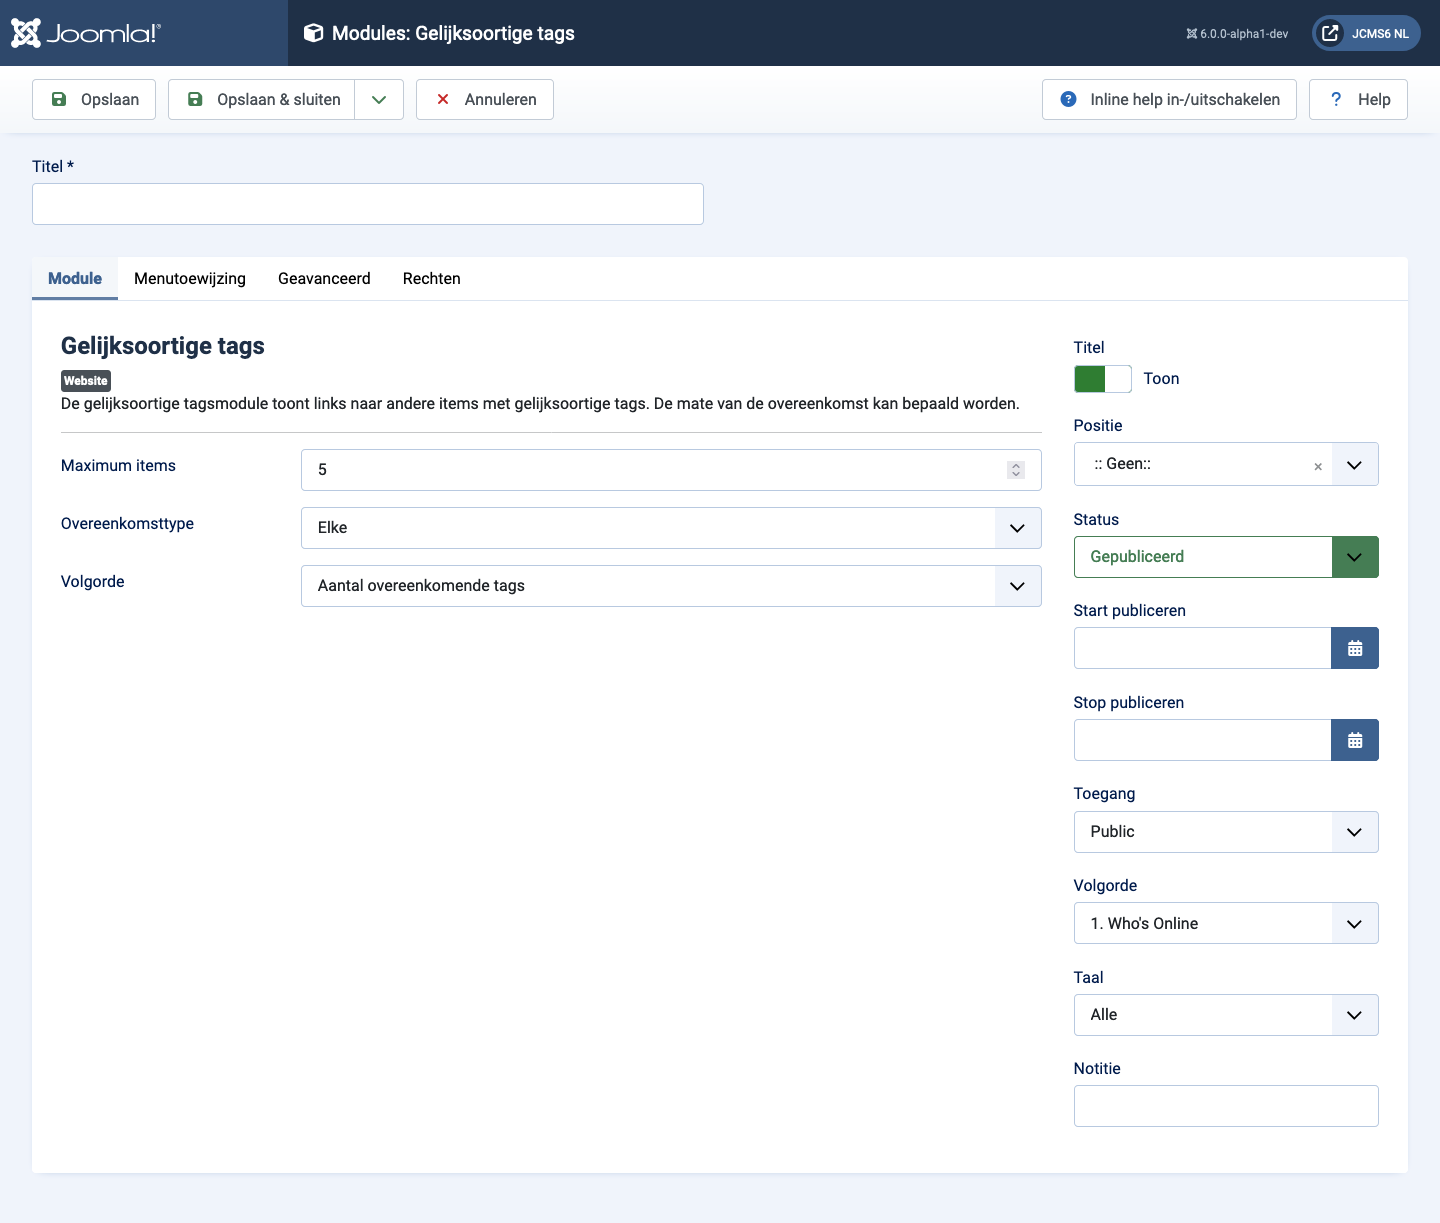 Joomla!®
Modules: Gelijksoortige tags
6.0.0-alpha1-dev
JCMS6 NL
Opslaan
Opslaan & sluiten
Annuleren
Inline help in-/uitschakelen
? Help
Titel *
Module
Menutoewijzing
Geavanceerd
Rechten
Gelijksoortige tags
Website
De gelijksoortige tagsmodule toont links naar andere items met gelijksoortige tags. De mate van de overeenkomst kan bepaald worden.
Maximum items
5
Overeenkomsttype
Elke
Volgorde
Aantal overeenkomende tags
Titel
Toon
Positie
:: Geen::
×
Status
Gepubliceerd
Start publiceren
Stop publiceren
Toegang
Public
Volgorde
1. Who's Online
Taal
Alle
Notitie